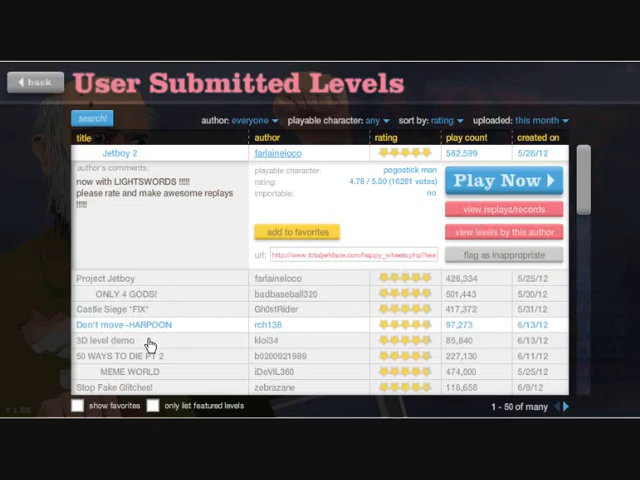 back
User Submitted Levels
search! author: everyone playable character: any sort by: rating uploaded: this month
title author rating play count created on
Jetboy 2 farlaineloco 582,599 5/26/12
author's comments:
now with LIGHTSWORDS !!!!!
please rate and make awesome replays
!!!!!
playable character: pogostick man
rating: 4.78 / 5.00 (16281 votes)
importable: no
add to favorites
url: http://www.totaljerkface.com/happy_wheels.php?leve
Play Now
view replays/records
view levels by this author
flag as inappropriate
Project Jetboy farlaineloco 426,334 5/25/12
ONLY 4 GODS! badbaseball320 501,443 5/30/12
Castle Siege *FIX* Gh0stRider 417,372 5/31/12
Don't move -HARPOON rch138 97,273 6/13/12
3D level demo kloi34 85,840 6/13/12
50 WAYS TO DIE PT 2 b0200921989 227,130 6/11/12
MEME WORLD iDeViL360 474,000 5/25/12
Stop Fake Glitches! zebrazane 116,656 6/9/12
show favorites only list featured levels 1 - 50 of many